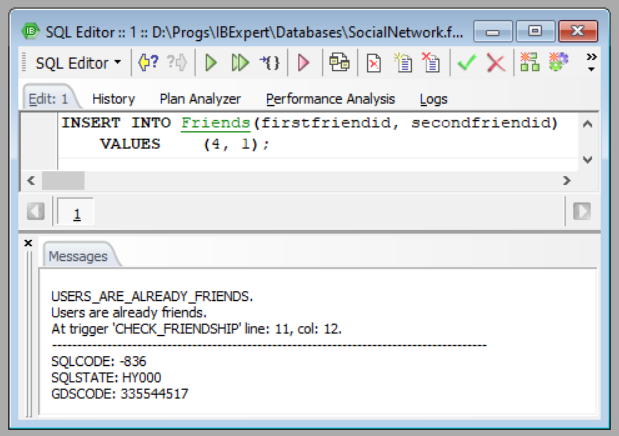 SQL Editor :: 1 :: D:\Progs\IBExpert\Databases\SocialNetwork.f...
SQL Editor
Edit: 1 History Plan Analyzer Performance Analysis Logs
INSERT INTO Friends(firstfriendid, secondfriendid)
VALUES (4, 1);
1
Messages
USERS_ARE_ALREADY_FRIENDS.
Users are already friends.
At trigger 'CHECK_FRIENDSHIP' line: 11, col: 12.
--------------------------------------------------------------------------------
SQLCODE: -836
SQLSTATE: HY000
GDSCODE: 335544517